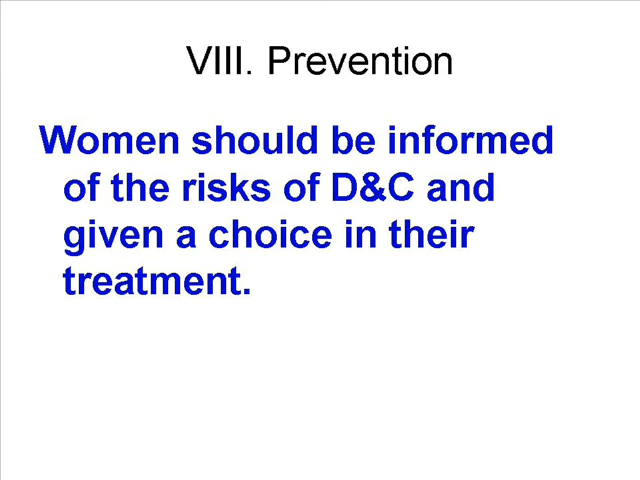 VIII. Prevention
Women should be informed
of the risks of D&C and
given a choice in their
treatment.